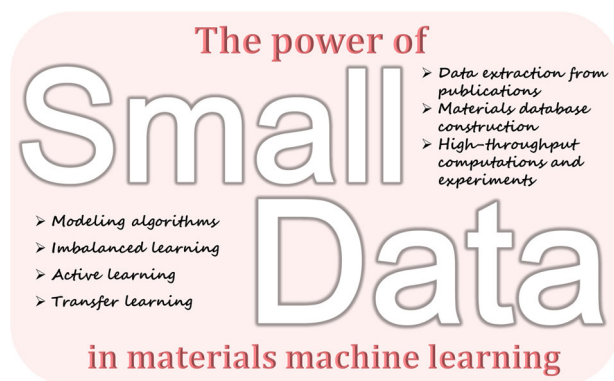 The power of
Small
➢ Data extraction from
publications
➢ Materials database
construction
➢ High-throughput
computations and
experiments
➢ Modeling algorithms
➢ Imbalanced learning
➢ Active learning
➢ Transfer learning
Data
in materials machine learning